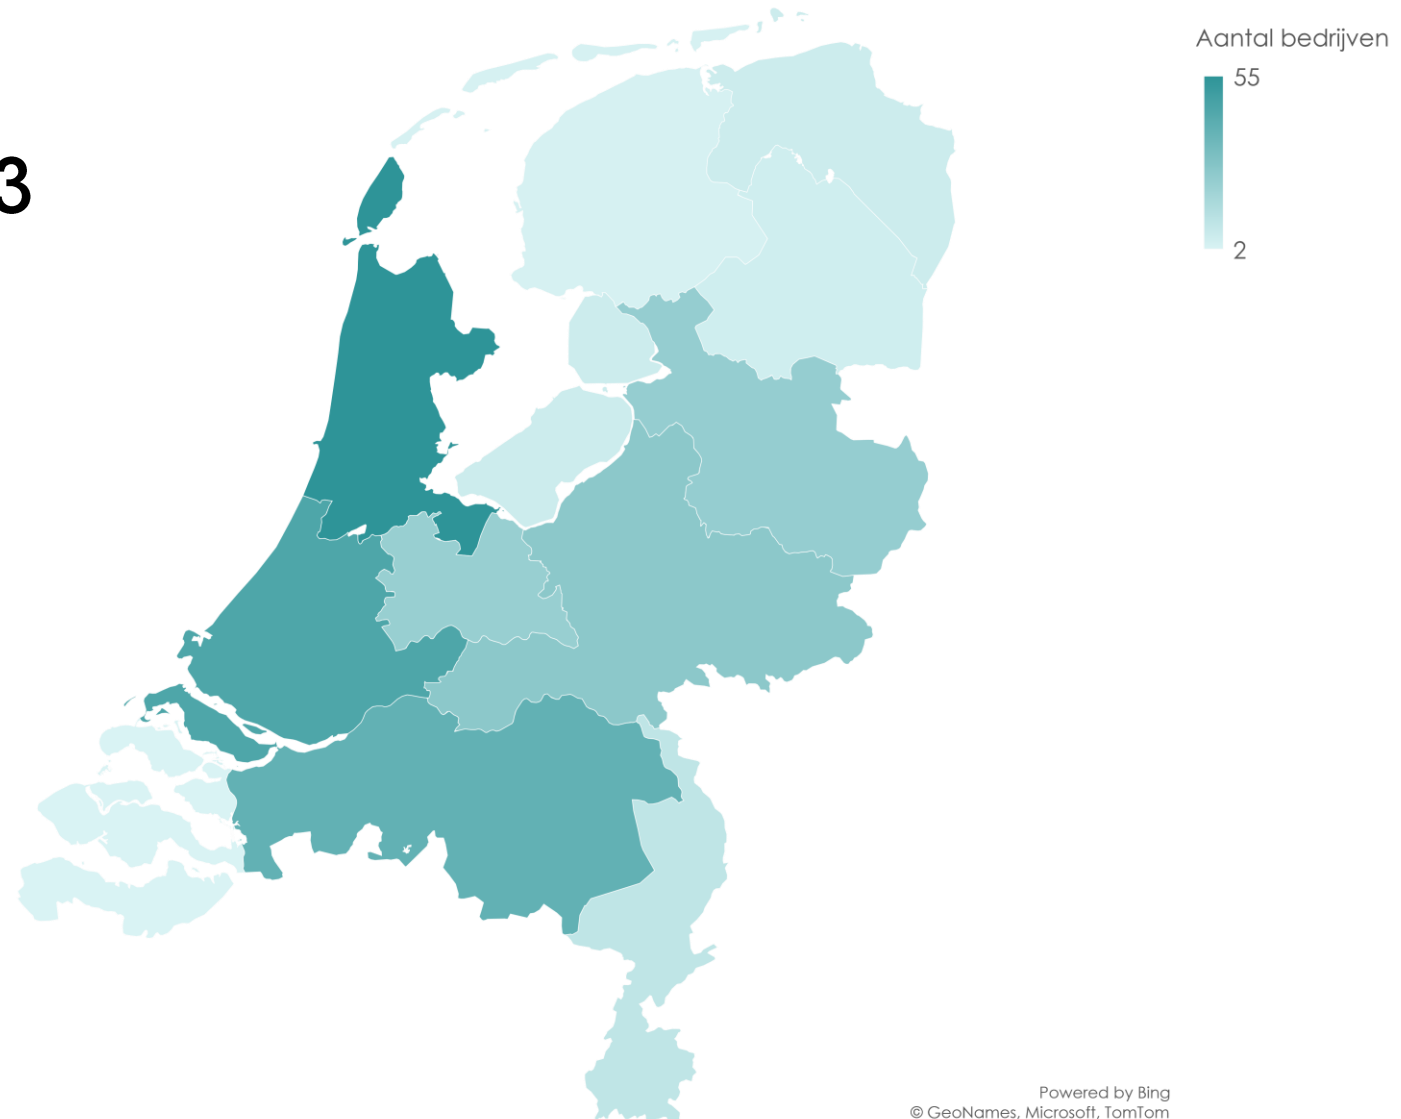 3
Aantal bedrijven
55
2
Powered by Bing
© GeoNames, Microsoft, TomTom